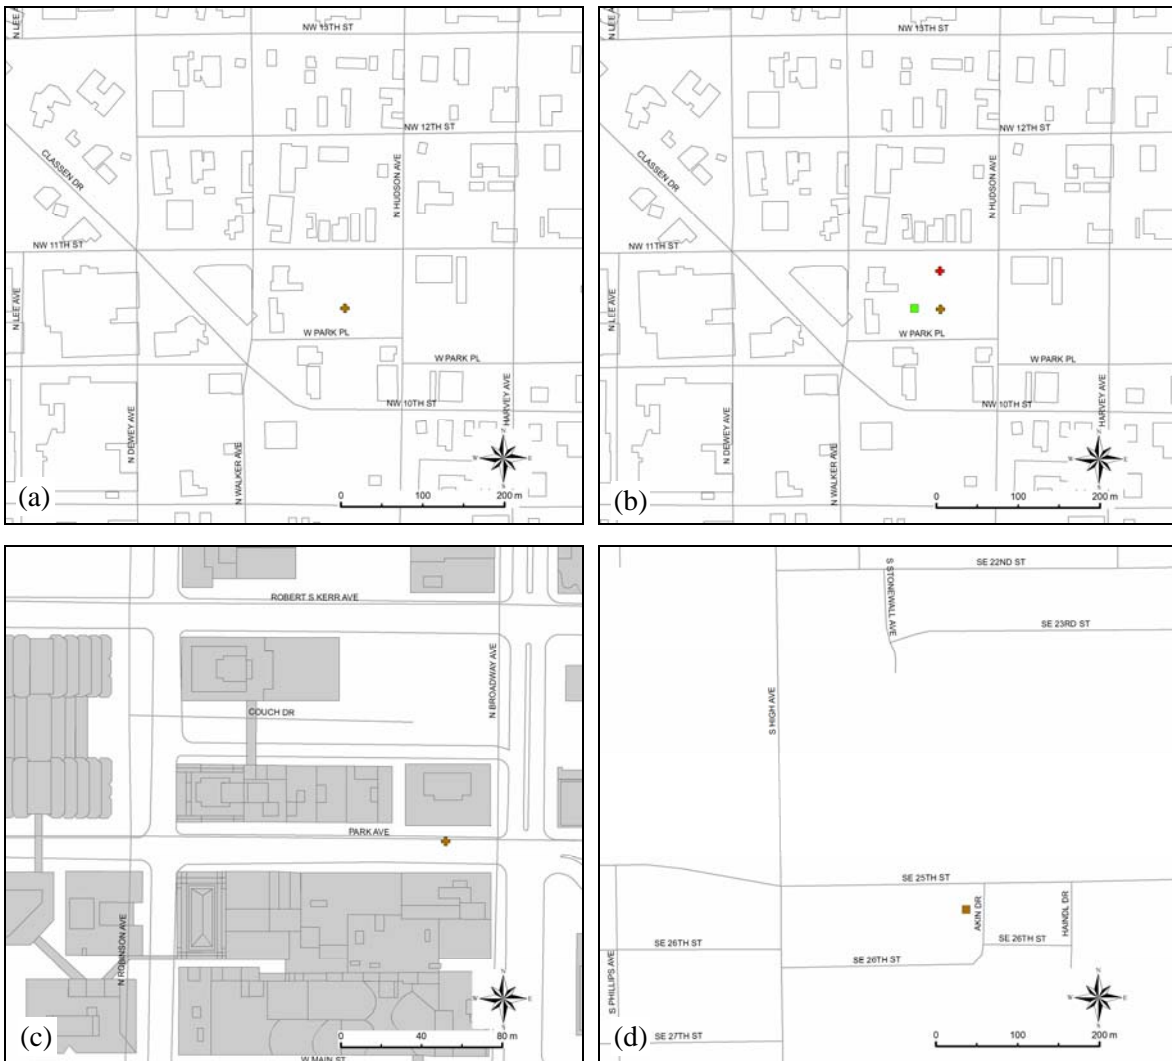 N LEE A
NW 13TH ST
NW 12TH ST
CLASSEN DR
N HUDSON AVE
NW 11TH ST
N LEE AVE
W PARK PL
W PARK PL
N DEWEY AVE
NW 10TH ST
HARVEY AVE
N WALKER AVE
N
W E
S
(a)
0 100 200 m
N LEE A
NW 13TH ST
NW 12TH ST
CLASSEN DR
N HUDSON AVE
NW 11TH ST
N LEE AVE
W PARK PL
W PARK PL
N DEWEY AVE
NW 10TH ST
HARVEY AVE
N WALKER AVE
N
W E
S
(b)
0 100 200 m
ROBERT S KERR AVE
N BROADWAY AVE
COUCH DR
PARK AVE
N ROBINSON AVE
N
W E
S
(c)
0 40 80 m
W MAIN ST
SE 22ND ST
S STONEWALL AVE
SE 23RD ST
S HIGH AVE
SE 25TH ST
AKIN DR
HAINDL DR
SE 26TH ST
SE 26TH ST
SE 26TH ST
S PHILLIPS AVE
N
W E
S
(d)
0 100 200 m
SE 27TH ST